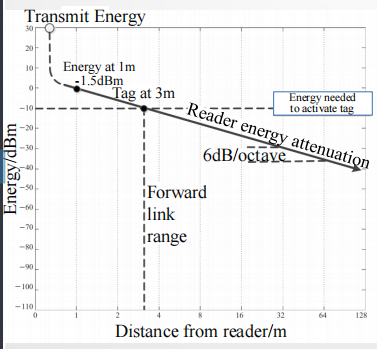 Transmit Energy
30
20
10
0
-10
-20
-30
-40
-50
-60
-70
-80
-90
-100
-110
Energy/dBm
Energy at 1m
-1.5dBm
Tag at 3m
Energy needed
to activate tag
Reader energy attenuation
6dB/octave
Forward
link
range
0 1 2 4 8 16 32 64 128
Distance from reader/m